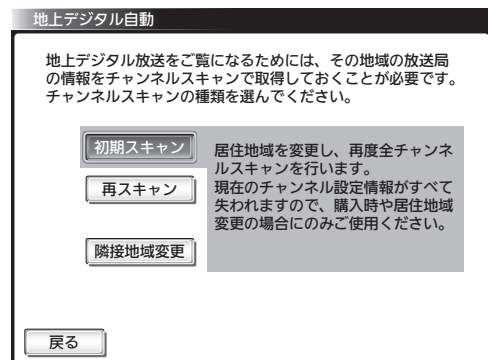 地上デジタル自動
地上デジタル放送をご覧になるためには、その地域の放送局
の情報をチャンネルスキャンで取得しておくことが必要です。
チャンネルスキャンの種類を選んでください。
初期スキャン
居住地域を変更し、再度全チャンネ
ルスキャンを行います。
再スキャン
現在のチャンネル設定情報がすべて
失われますので、購入時や居住地域
変更の場合にのみご使用ください。
隣接地域変更
戻る